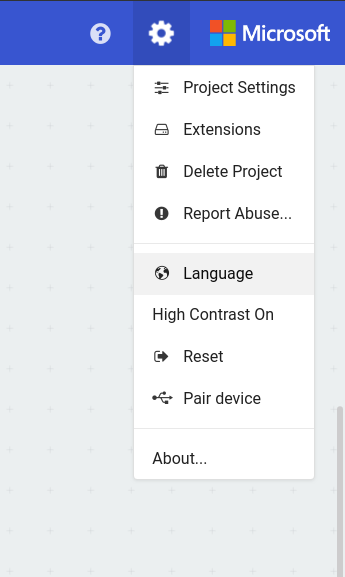 Microsoft
Project Settings
Extensions
Delete Project
Report Abuse...
Language
High Contrast On
Reset
Pair device
About...